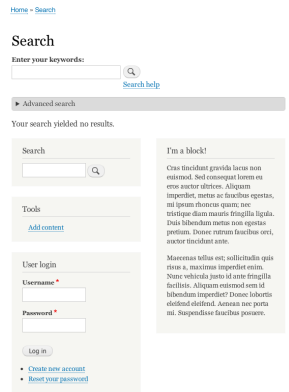 Home » Search
Search
Enter your keywords:
Search help
▶ Advanced search
Your search yielded no results.
Search
Tools
Add content
User login
Username *
Password *
Log in
Create new account
Reset your password
I'm a block!
Cras tincidunt gravida lacus non
euismod. Sed consequat lorem eu
eros auctor ultrices. Aliquam
imperdiet, metus ac faucibus egestas,
mi ipsum rhoncus quam; nec
tristique diam mauris fringilla ligula.
Duis bibendum metus non egestas
pretium. Donec rutrum faucibus orci,
auctor tincidunt ante.
Maecenas tellus est; sollicitudin quis
risus a, maximus imperdiet enim.
Nunc vehicula justo id ante fringilla
facilisis. Aliquam euismod sem id
bibendum imperdiet? Donec lobortis
eleifend eleifend. Aenean nec porta
mi. Suspendisse faucibus posuere.